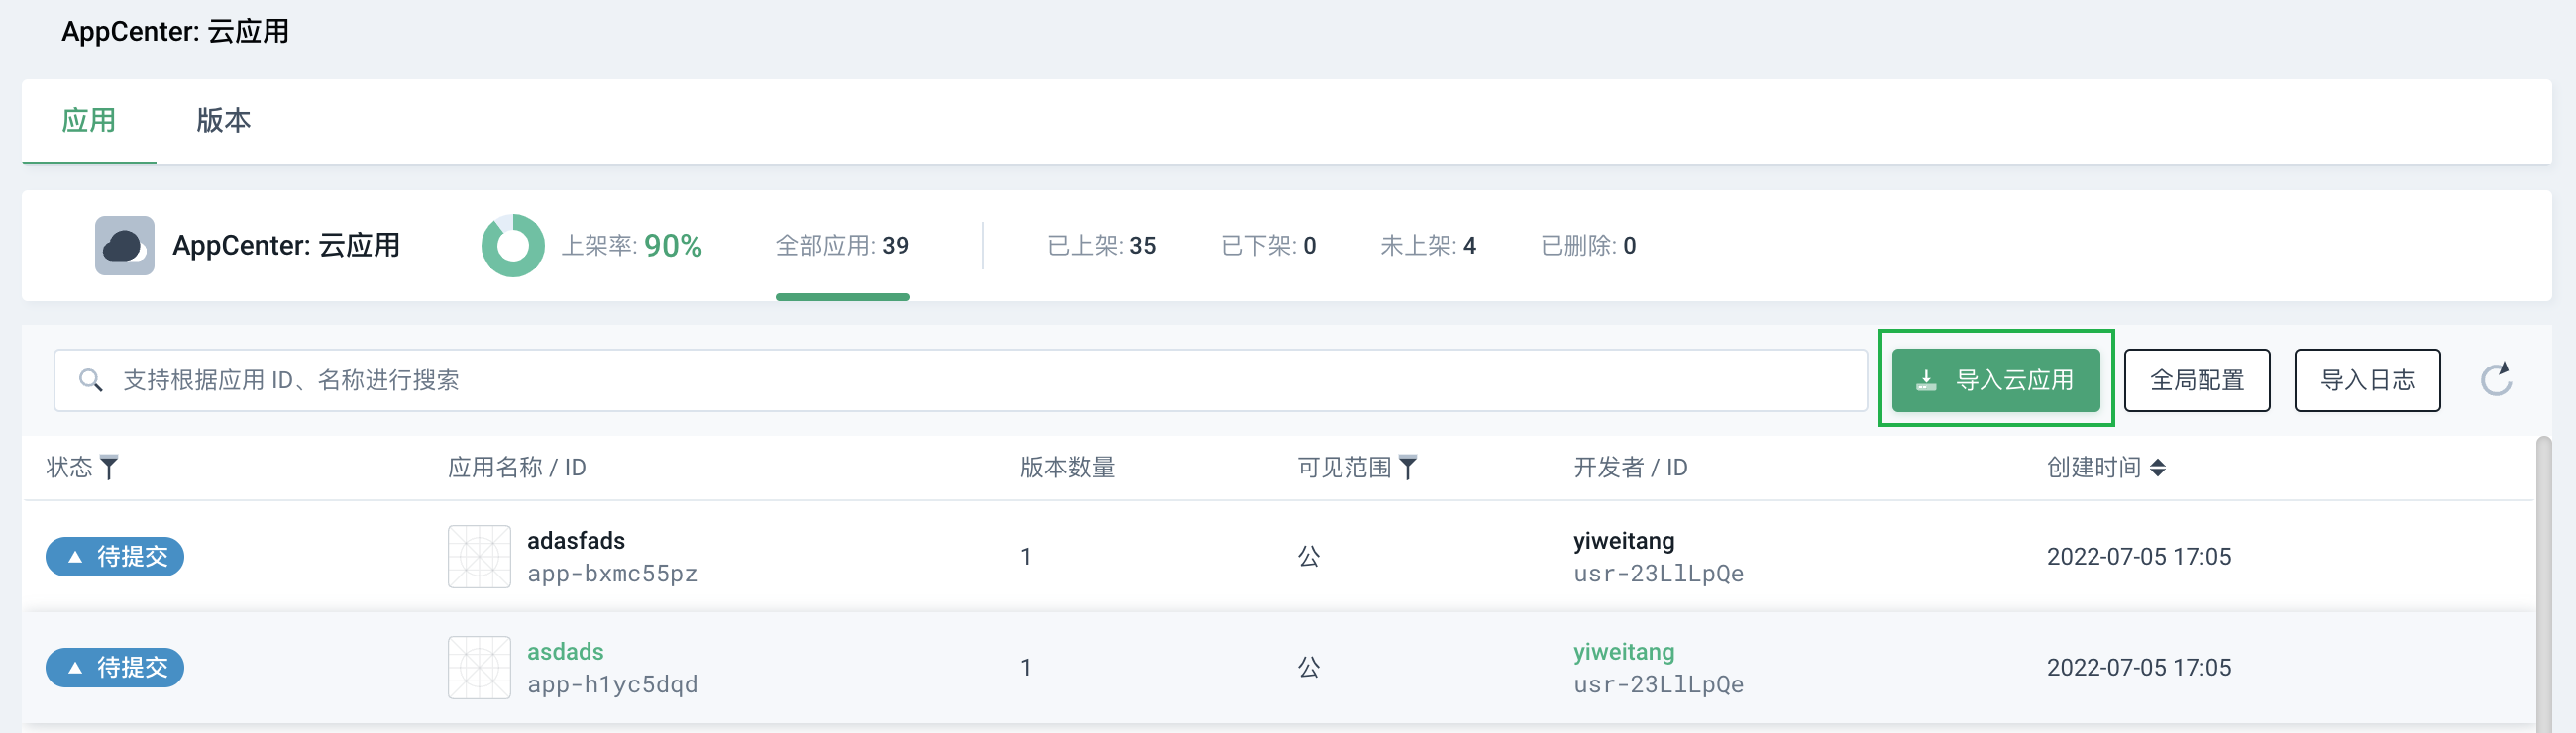 AppCenter: 云应用
应用 版本
AppCenter: 云应用 上架率: 90% 全部应用: 39 已上架: 35 已下架: 0 未上架: 4 已删除: 0
支持根据应用 ID、名称进行搜索 导入云应用 全局配置 导入日志
状态 应用名称 / ID 版本数量 可见范围 开发者 / ID 创建时间
待提交 adasfads 1 公 yiweitang 2022-07-05 17:05
app-bxmc55pz usr-23LlLpQe
待提交 asdads 1 公 yiweitang 2022-07-05 17:05
app-h1yc5dqd usr-23LlLpQe